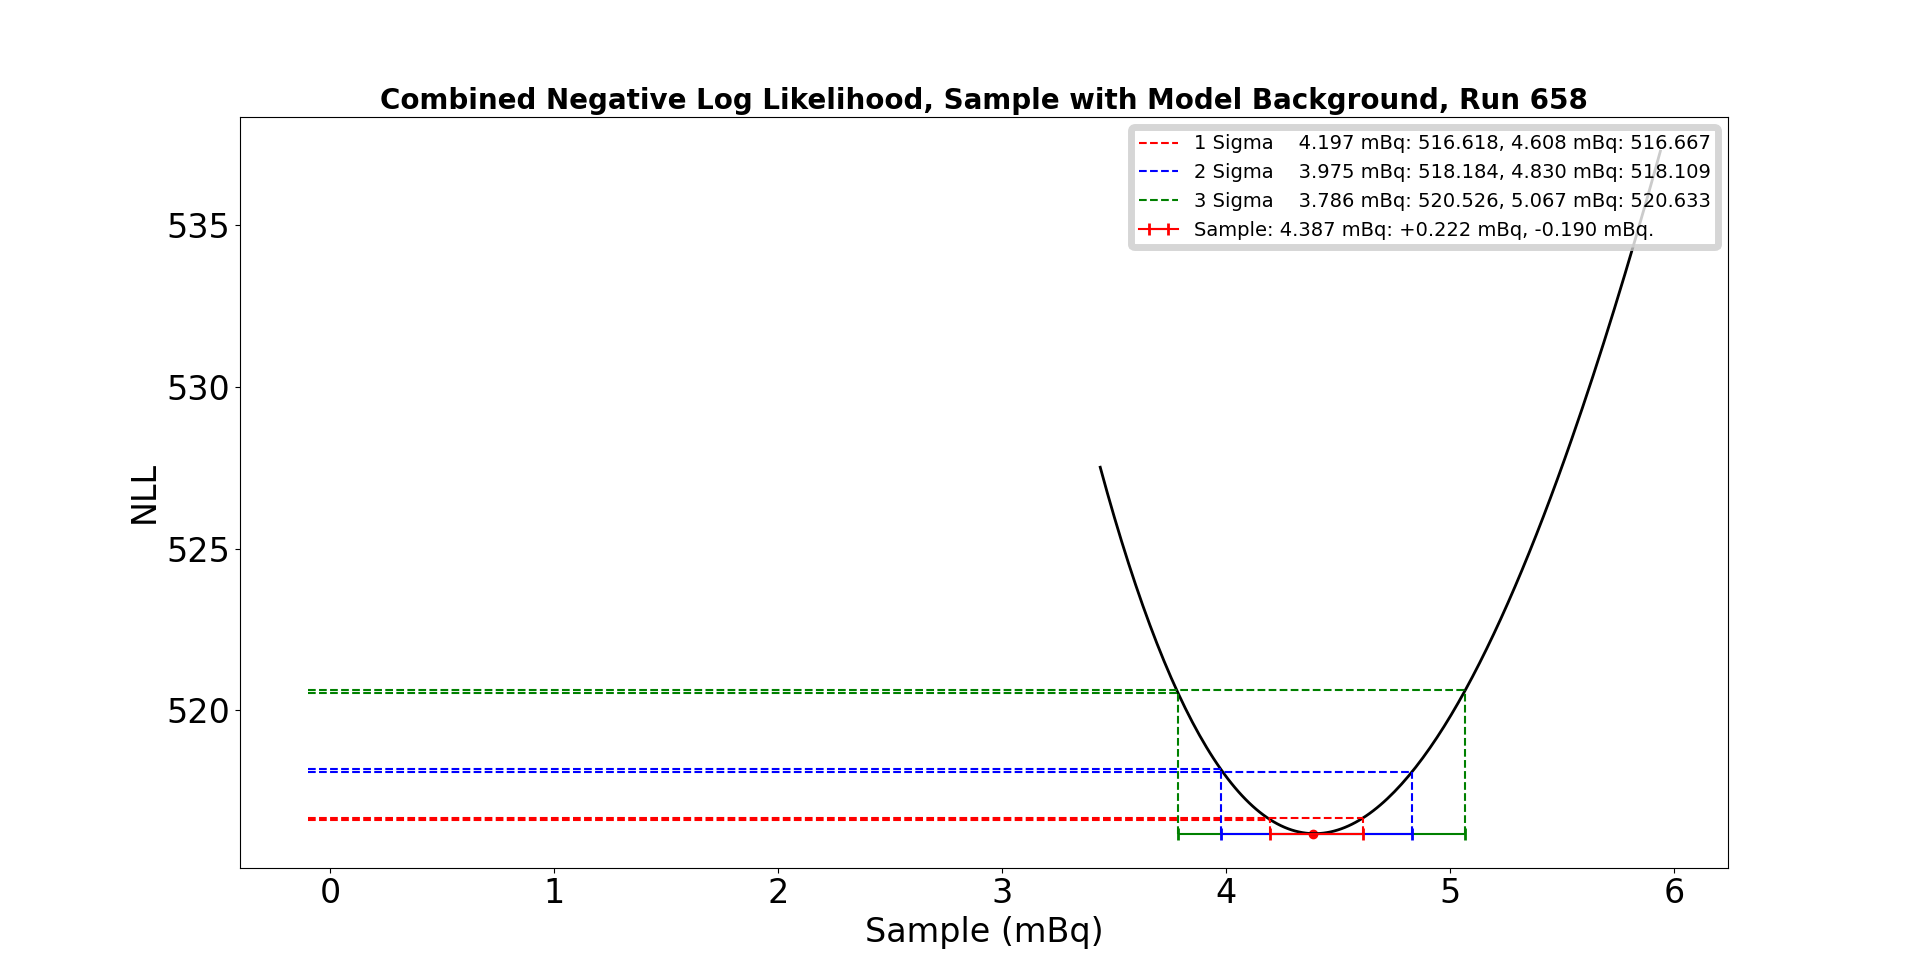 Combined Negative Log Likelihood, Sample with Model Background, Run 658
1 Sigma    4.197 mBq: 516.618, 4.608 mBq: 516.667
2 Sigma    3.975 mBq: 518.184, 4.830 mBq: 518.109
3 Sigma    3.786 mBq: 520.526, 5.067 mBq: 520.633
Sample: 4.387 mBq: +0.222 mBq, -0.190 mBq.
535
530
525
520
NLL
0 1 2 3 4 5 6
Sample (mBq)